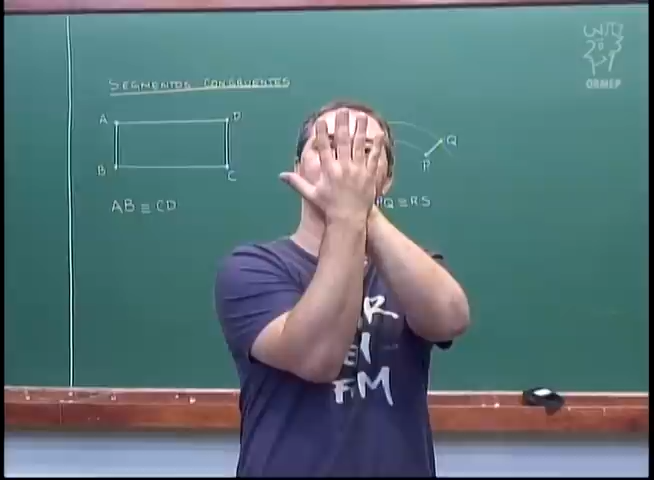 OBMEP
SEGMENTOS CONGRUENTES
A
D
B
C
Q
P
AB ≡ CD
PQ ≡ RS